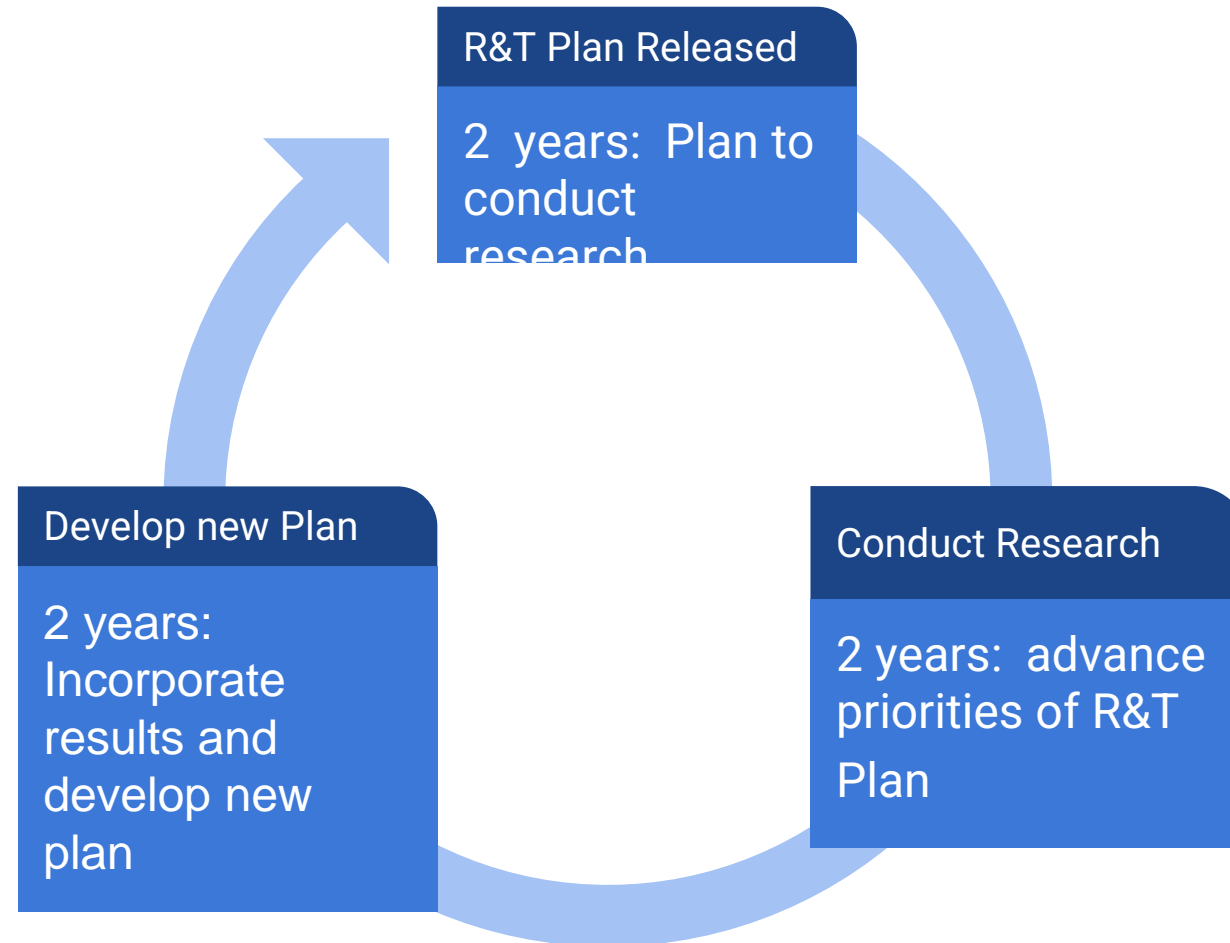 R&T Plan Released
2 years: Plan to
conduct
research
Develop new Plan
2 years:
Incorporate
results and
develop new
plan
Conduct Research
2 years: advance
priorities of R&T
Plan